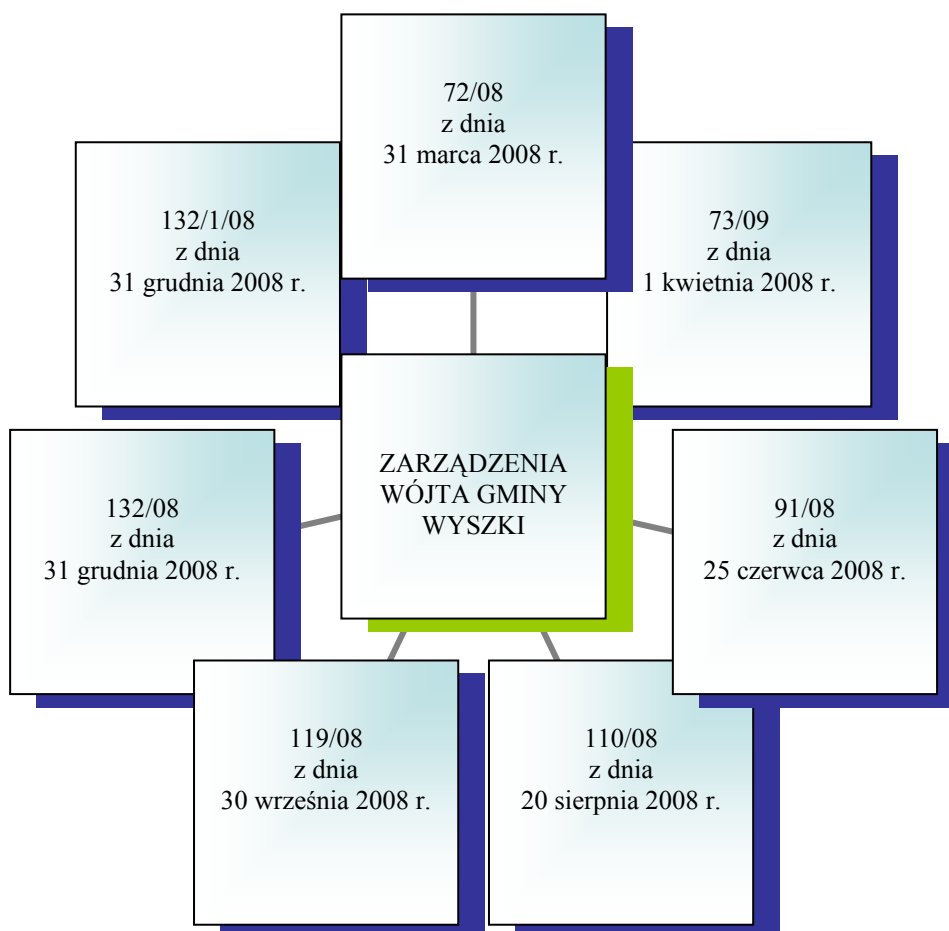 72/08
z dnia
31 marca 2008 r.
132/1/08
z dnia
31 grudnia 2008 r.
73/09
z dnia
1 kwietnia 2008 r.
ZARZĄDZENIA
WÓJTA GMINY
WYSZKI
132/08
z dnia
31 grudnia 2008 r.
91/08
z dnia
25 czerwca 2008 r.
119/08
z dnia
30 września 2008 r.
110/08
z dnia
20 sierpnia 2008 r.